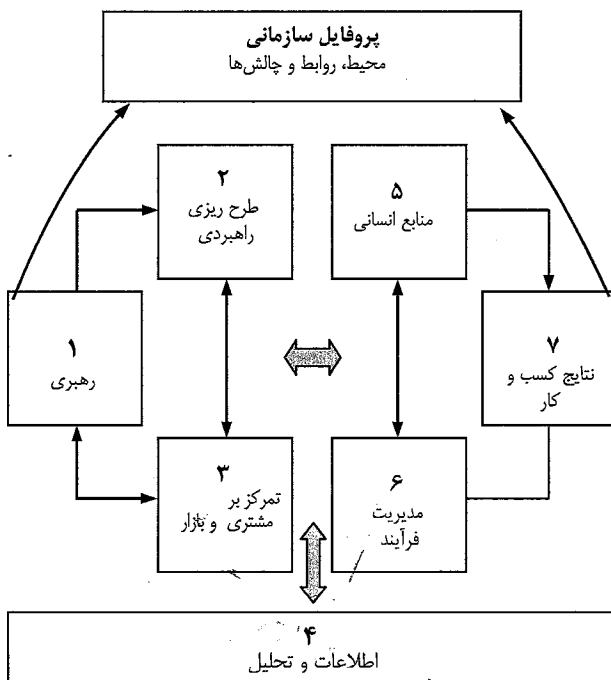 پروفایل سازمانی
محیط، روابط و چالش‌ها
۲
طرح ریزی
راهبردی
۵
منابع انسانی
۱
رهبری
۷
نتایج کسب و
کار
۳
تمرکز بر
مشتری و بازار
۶
مدیریت
فرآیند
۴
اطلاعات و تحلیل